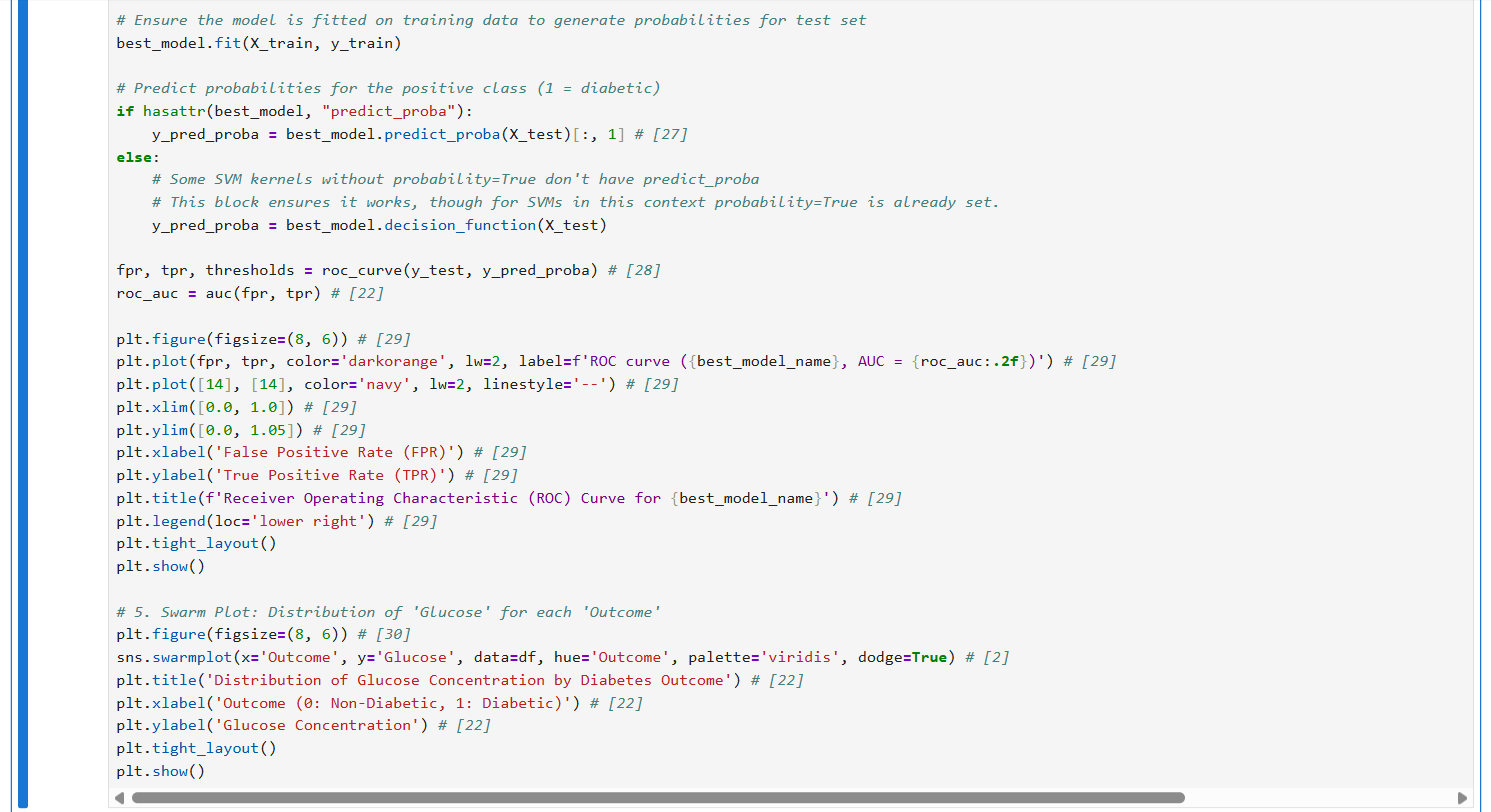 # Ensure the model is fitted on training data to generate probabilities for test set
best_model.fit(X_train, y_train)
# Predict probabilities for the positive class (1 = diabetic)
if hasattr(best_model, "predict_proba"):
    y_pred_proba = best_model.predict_proba(X_test)[:, 1] # [27]
else:
    # Some SVM kernels without probability=True don't have predict_proba
    # This block ensures it works, though for SVMs in this context probability=True is already set.
    y_pred_proba = best_model.decision_function(X_test)
fpr, tpr, thresholds = roc_curve(y_test, y_pred_proba) # [28]
roc_auc = auc(fpr, tpr) # [22]
plt.figure(figsize=(8, 6)) # [29]
plt.plot(fpr, tpr, color='darkorange', lw=2, label=f'ROC curve ({best_model_name}, AUC = {roc_auc:.2f})') # [29]
plt.plot([14], [14], color='navy', lw=2, linestyle='--') # [29]
plt.xlim([0.0, 1.0]) # [29]
plt.ylim([0.0, 1.05]) # [29]
plt.xlabel('False Positive Rate (FPR)') # [29]
plt.ylabel('True Positive Rate (TPR)') # [29]
plt.title(f'Receiver Operating Characteristic (ROC) Curve for {best_model_name}') # [29]
plt.legend(loc='lower right') # [29]
plt.tight_layout()
plt.show()
# 5. Swarm Plot: Distribution of 'Glucose' for each 'Outcome'
plt.figure(figsize=(8, 6)) # [30]
sns.swarmplot(x='Outcome', y='Glucose', data=df, hue='Outcome', palette='viridis', dodge=True) # [2]
plt.title('Distribution of Glucose Concentration by Diabetes Outcome') # [22]
plt.xlabel('Outcome (0: Non-Diabetic, 1: Diabetic)') # [22]
plt.ylabel('Glucose Concentration') # [22]
plt.tight_layout()
plt.show()